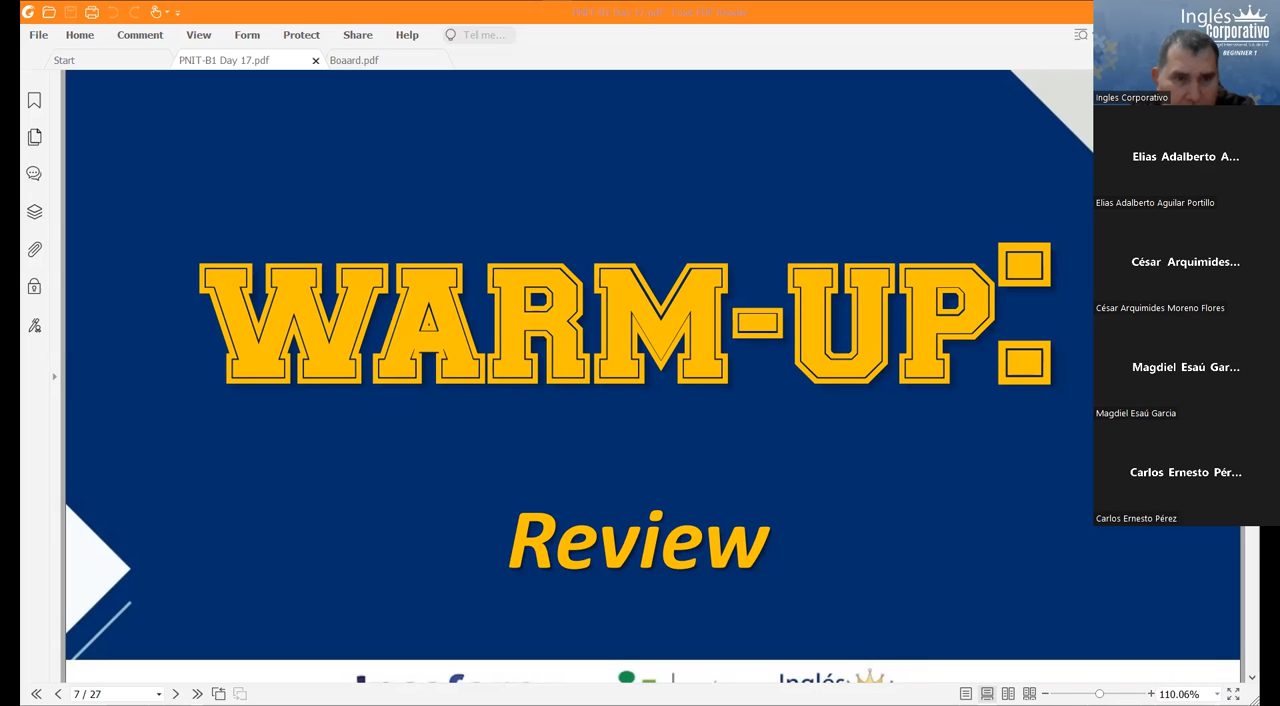 File Home Comment View Form Protect Share Help Tell me...
Start PNIT-B1 Day 17.pdf Boaard.pdf
WARM-UP:
Review
7 / 27
110.06%
Inglés
Corporativo
BEGINNER 1
Ingles Corporativo
Elias Adalberto A...
Elias Adalberto Aguilar Portillo
César Arquimides...
César Arquimides Moreno Flores
Magdiel Esaú Gar...
Magdiel Esaú Garcia
Carlos Ernesto Pér...
Carlos Ernesto Pérez